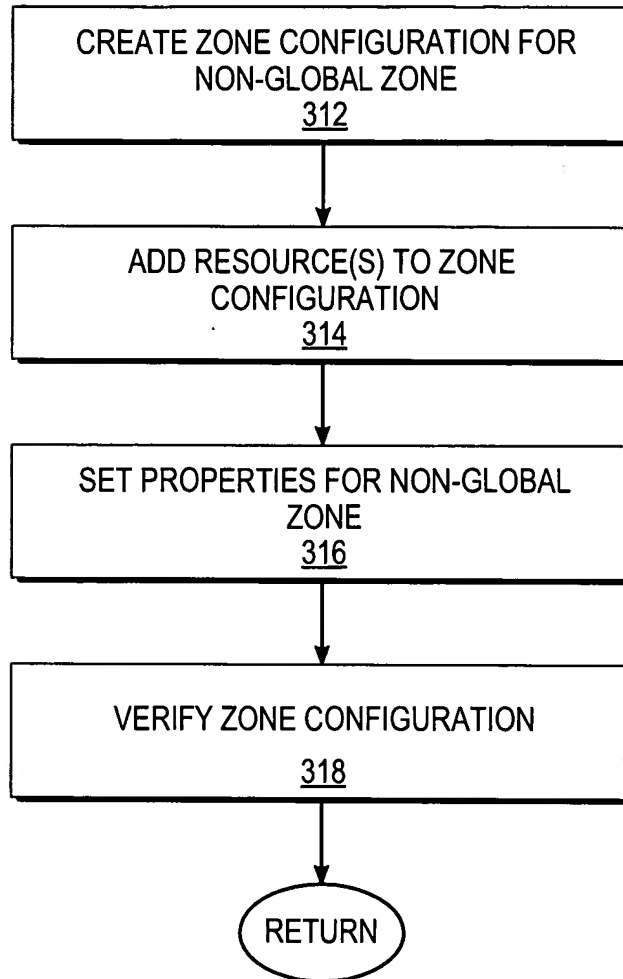 CREATE ZONE CONFIGURATION FOR
NON-GLOBAL ZONE
312
ADD RESOURCE(S) TO ZONE
CONFIGURATION
314
SET PROPERTIES FOR NON-GLOBAL
ZONE
316
VERIFY ZONE CONFIGURATION
318
RETURN